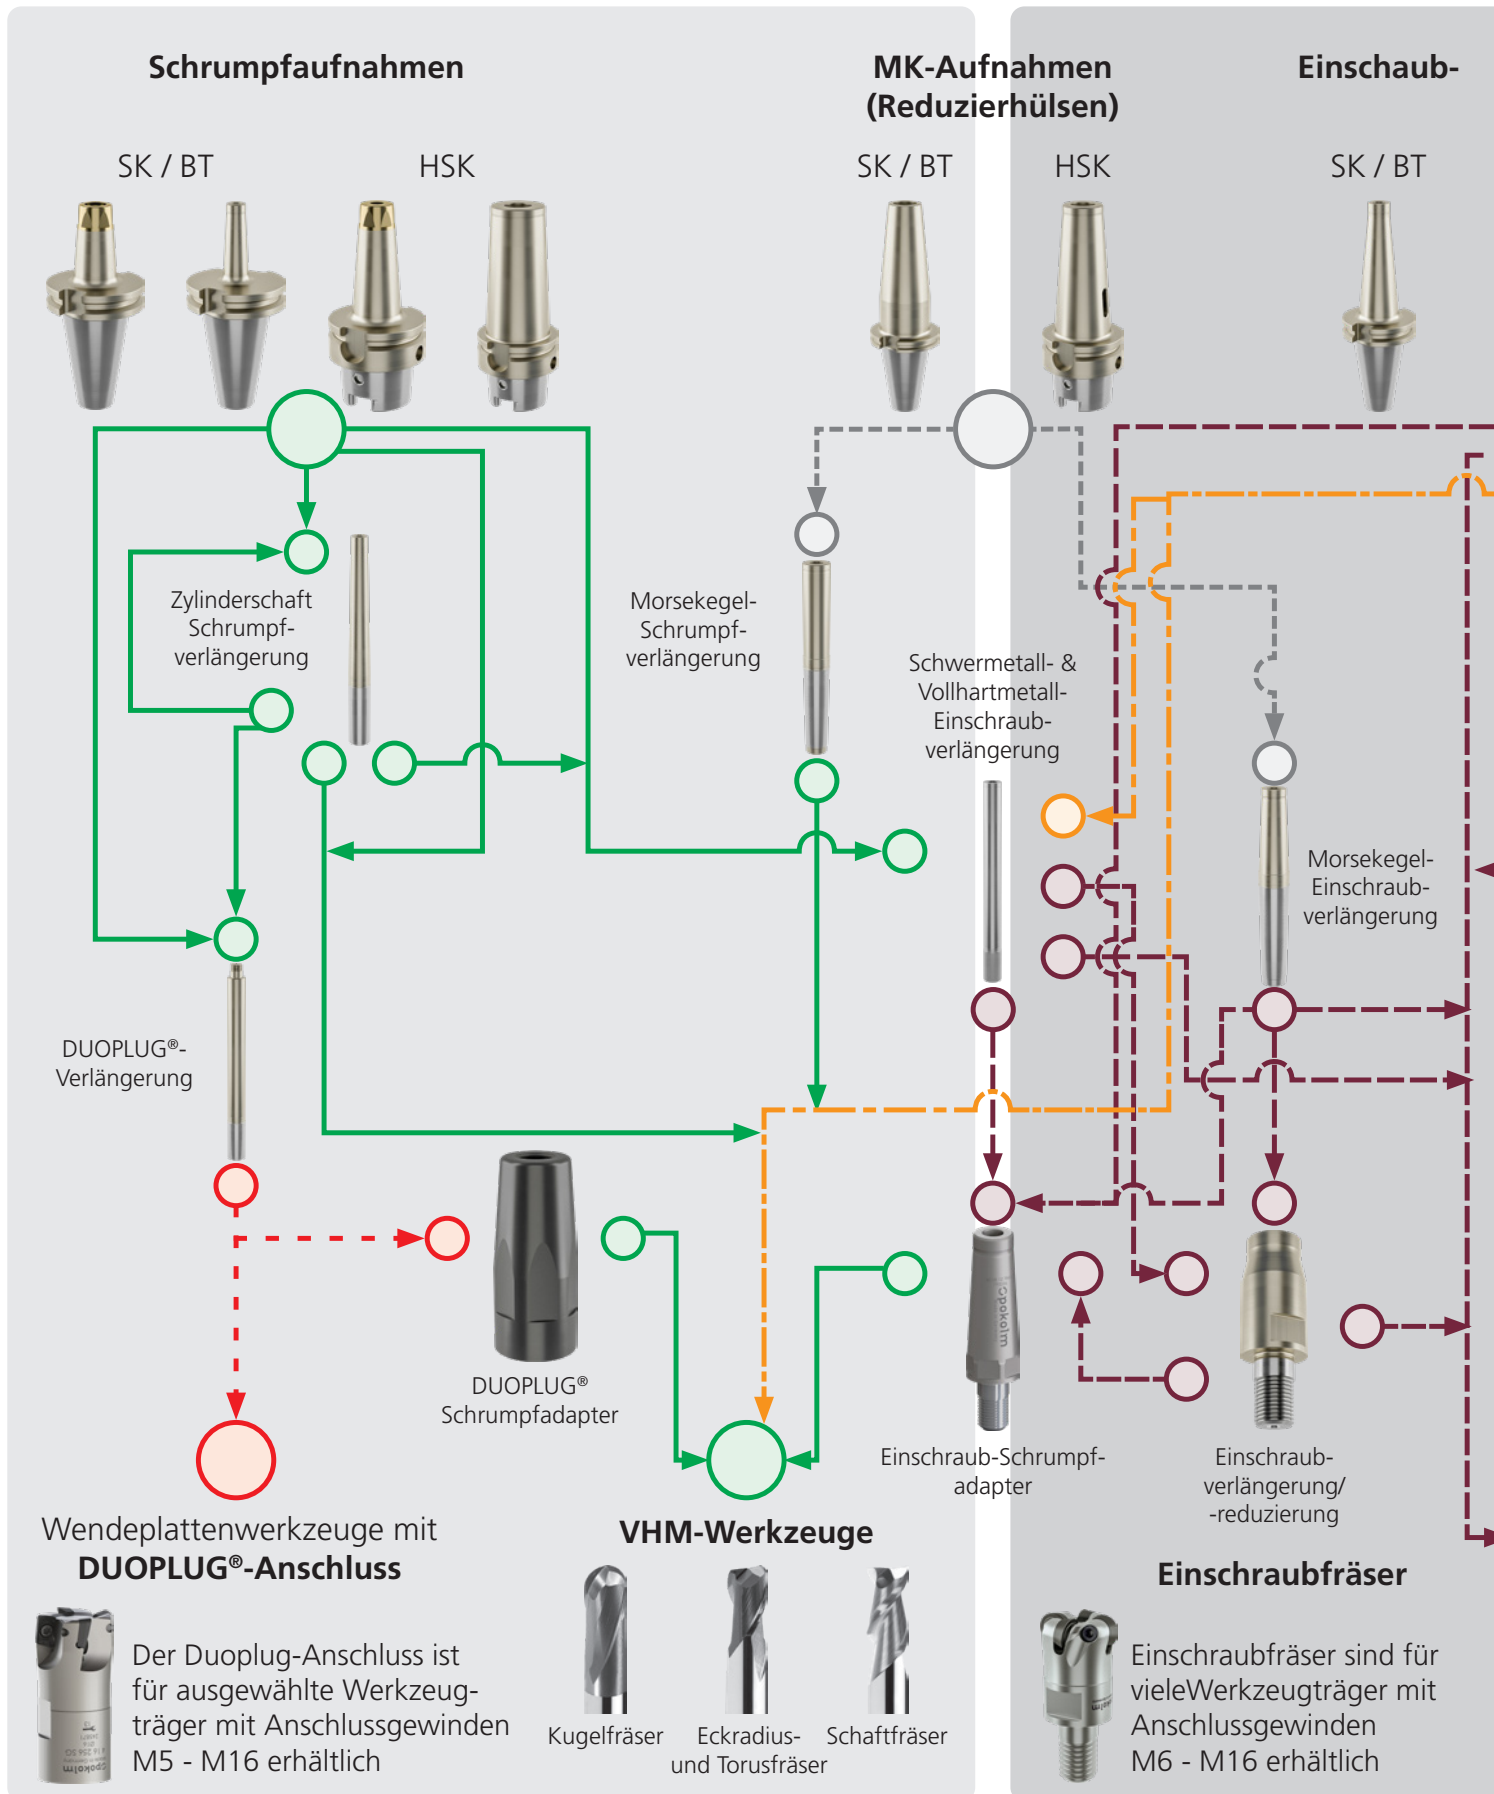 Schrumpfaufnahmen
MK-Aufnahmen
(Reduzierhülsen)
Einschaub-
SK / BT
HSK
SK / BT
HSK
SK / BT
Zylinderschaft
Schrumpf-
verlängerung
Morsekegel-
Schrumpf-
verlängerung
Schwermetall- &
Vollhartmetall-
Einschraub-
verlängerung
Morsekegel-
Einschraub-
verlängerung
DUOPLUG®-
Verlängerung
pokolm
DUOPLUG®
Schrumpfadapter
Einschraub-Schrumpf-
adapter
Einschraub-
verlängerung/
-reduzierung
Wendeplattenwerkzeuge mit
DUOPLUG®-Anschluss
VHM-Werkzeuge
Einschraubfräser
Der Duoplug-Anschluss ist
für ausgewählte Werkzeug-
träger mit Anschlussgewinden
M5 - M16 erhältlich
pokolm
Kugelfräser
Eckradius-
und Torusfräser
Schaftfräser
Einschraubfräser sind für
vieleWerkzeugträger mit
Anschlussgewinden
M6 - M16 erhältlich